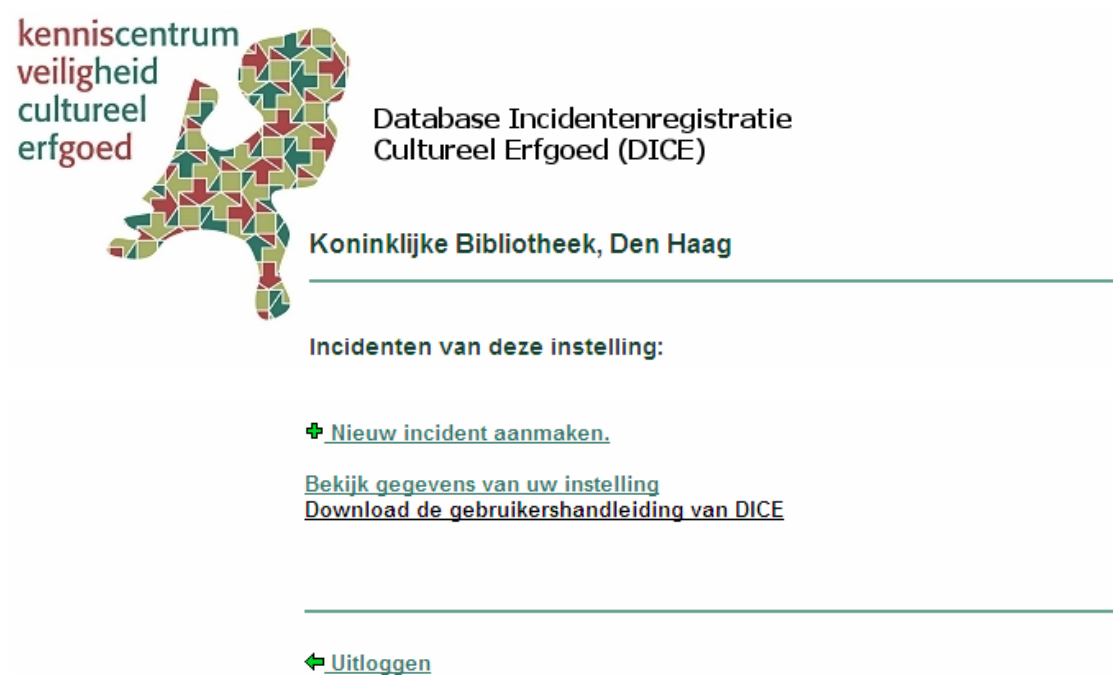 kenniscentrum
veiligheid
cultureel
erfgoed
Database Incidentenregistratie
Cultureel Erfgoed (DICE)
Koninklijke Bibliotheek, Den Haag
Incidenten van deze instelling:
Nieuw incident aanmaken.
Bekijk gegevens van uw instelling
Download de gebruikershandleiding van DICE
Uitloggen